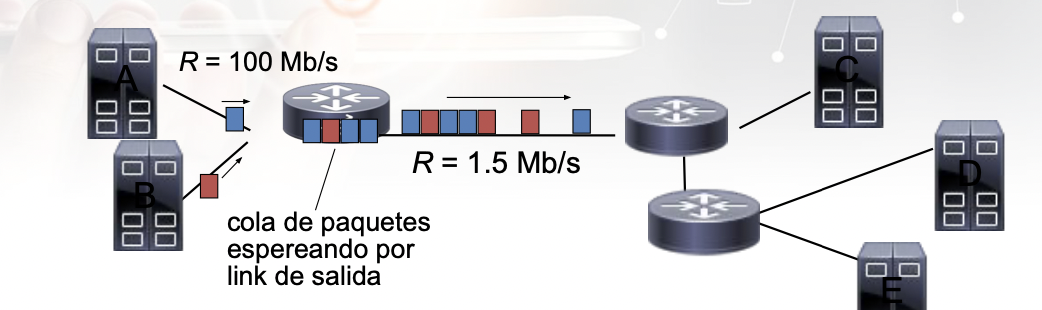 A
R = 100 Mb/s
C
R = 1.5 Mb/s
B
D
cola de paquetes
espereando por
link de salida
E